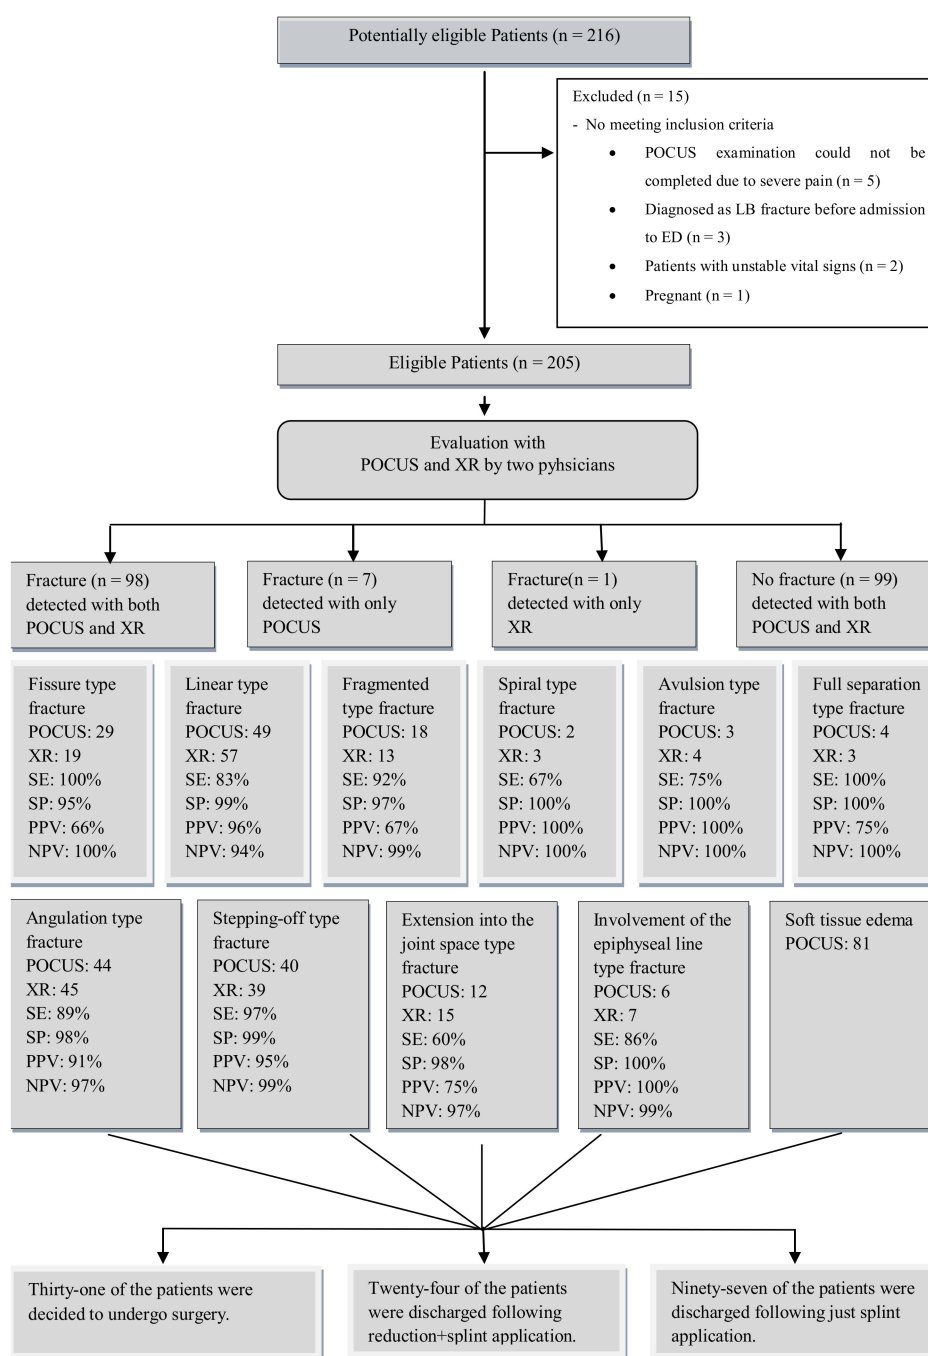 Potentially eligible Patients (n = 216)
Excluded (n = 15)
- No meeting inclusion criteria
• POCUS examination could not be
completed due to severe pain (n = 5)
• Diagnosed as LB fracture before admission
to ED (n = 3)
• Patients with unstable vital signs (n = 2)
• Pregnant (n = 1)
Eligible Patients (n = 205)
Evaluation with
POCUS and XR by two pyhsicians
Fracture (n = 98)
detected with both
POCUS and XR
Fracture (n = 7)
detected with only
POCUS
Fracture(n = 1)
detected with only
XR
No fracture (n = 99)
detected with both
POCUS and XR
Fissure type
fracture
POCUS: 29
XR: 19
SE: 100%
SP: 95%
PPV: 66%
NPV: 100%
Linear type
fracture
POCUS: 49
XR: 57
SE: 83%
SP: 99%
PPV: 96%
NPV: 94%
Fragmented
type fracture
POCUS: 18
XR: 13
SE: 92%
SP: 97%
PPV: 67%
NPV: 99%
Spiral type
fracture
POCUS: 2
XR: 3
SE: 67%
SP: 100%
PPV: 100%
NPV: 100%
Avulsion type
fracture
POCUS: 3
XR: 4
SE: 75%
SP: 100%
PPV: 100%
NPV: 100%
Full separation
type fracture
POCUS: 4
XR: 3
SE: 100%
SP: 100%
PPV: 75%
NPV: 100%
Angulation type
fracture
POCUS: 44
XR: 45
SE: 89%
SP: 98%
PPV: 91%
NPV: 97%
Stepping-off type
fracture
POCUS: 40
XR: 39
SE: 97%
SP: 99%
PPV: 95%
NPV: 99%
Extension into the
joint space type
fracture
POCUS: 12
XR: 15
SE: 60%
SP: 98%
PPV: 75%
NPV: 97%
Involvement of the
epiphyseal line
type fracture
POCUS: 6
XR: 7
SE: 86%
SP: 100%
PPV: 100%
NPV: 99%
Soft tissue edema
POCUS: 81
Thirty-one of the patients were
decided to undergo surgery.
Twenty-four of the patients
were discharged following
reduction+splint application.
Ninety-seven of the patients were
discharged following just splint
application.